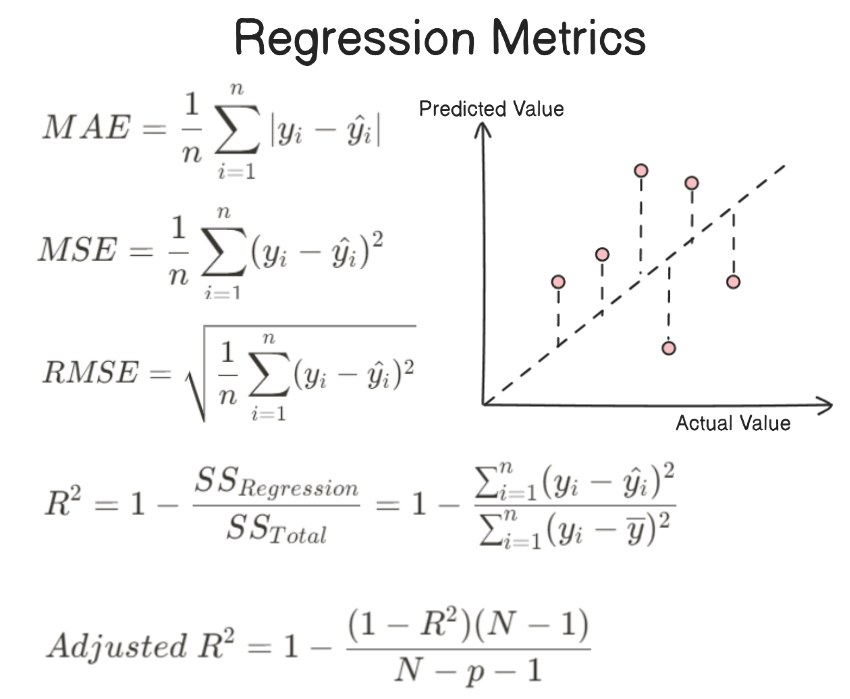 Regression Metrics
MAE = \frac{1}{n} \sum_{i=1}^{n} |y_i - \hat{y}_i|
Predicted Value
MSE = \frac{1}{n} \sum_{i=1}^{n} (y_i - \hat{y}_i)^2
RMSE = \sqrt{\frac{1}{n} \sum_{i=1}^{n} (y_i - \hat{y}_i)^2}
Actual Value
R^2 = 1 - \frac{SS_{Regression}}{SS_{Total}} = 1 - \frac{\sum_{i=1}^{n} (y_i - \hat{y}_i)^2}{\sum_{i=1}^{n} (y_i - \overline{y})^2}
Adjusted R^2 = 1 - \frac{(1 - R^2)(N - 1)}{N - p - 1}